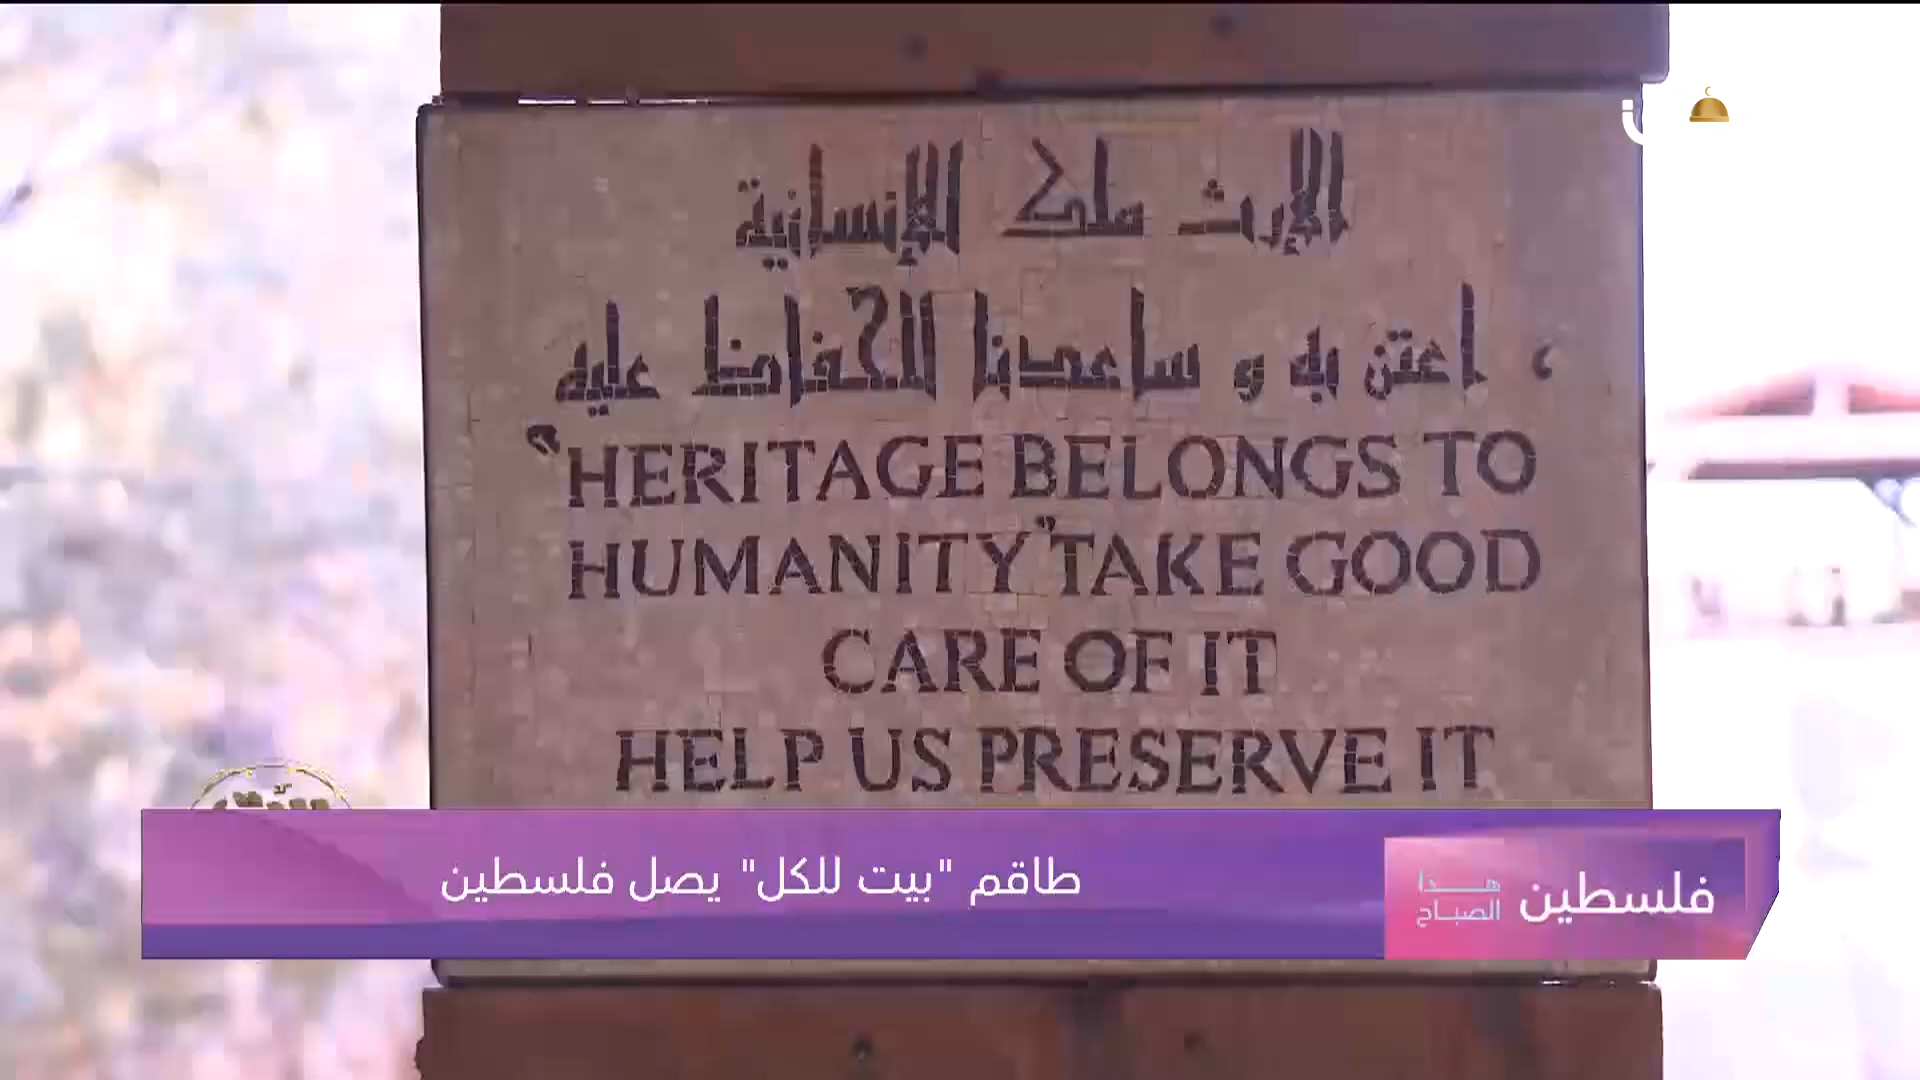 الإرث ملك الإنسانية
، اعتن به و ساعدنا للحفاظ عليه
"HERITAGE BELONGS TO
HUMANITY" TAKE GOOD
CARE OF IT
HELP US PRESERVE IT
طاقم "بيت للكل" يصل فلسطين
فلسطين
هذا
الصباح